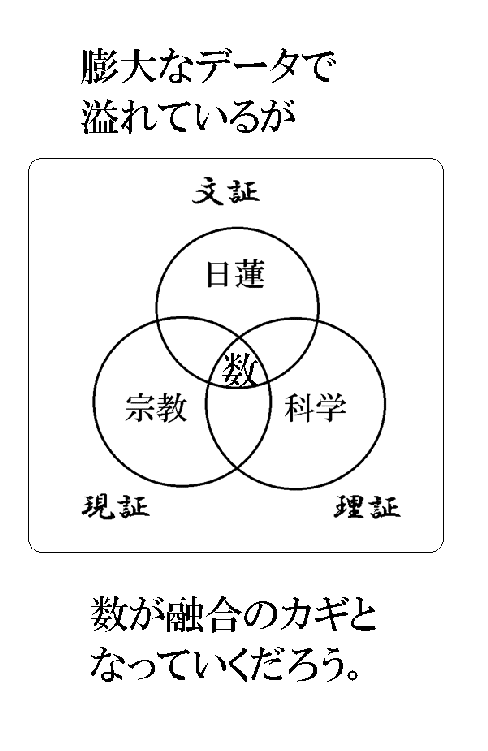 膨大なデータで
溢れているが
文証
日蓮
数
宗教
科学
現証
理証
数が融合のカギと
なっていくだろう。